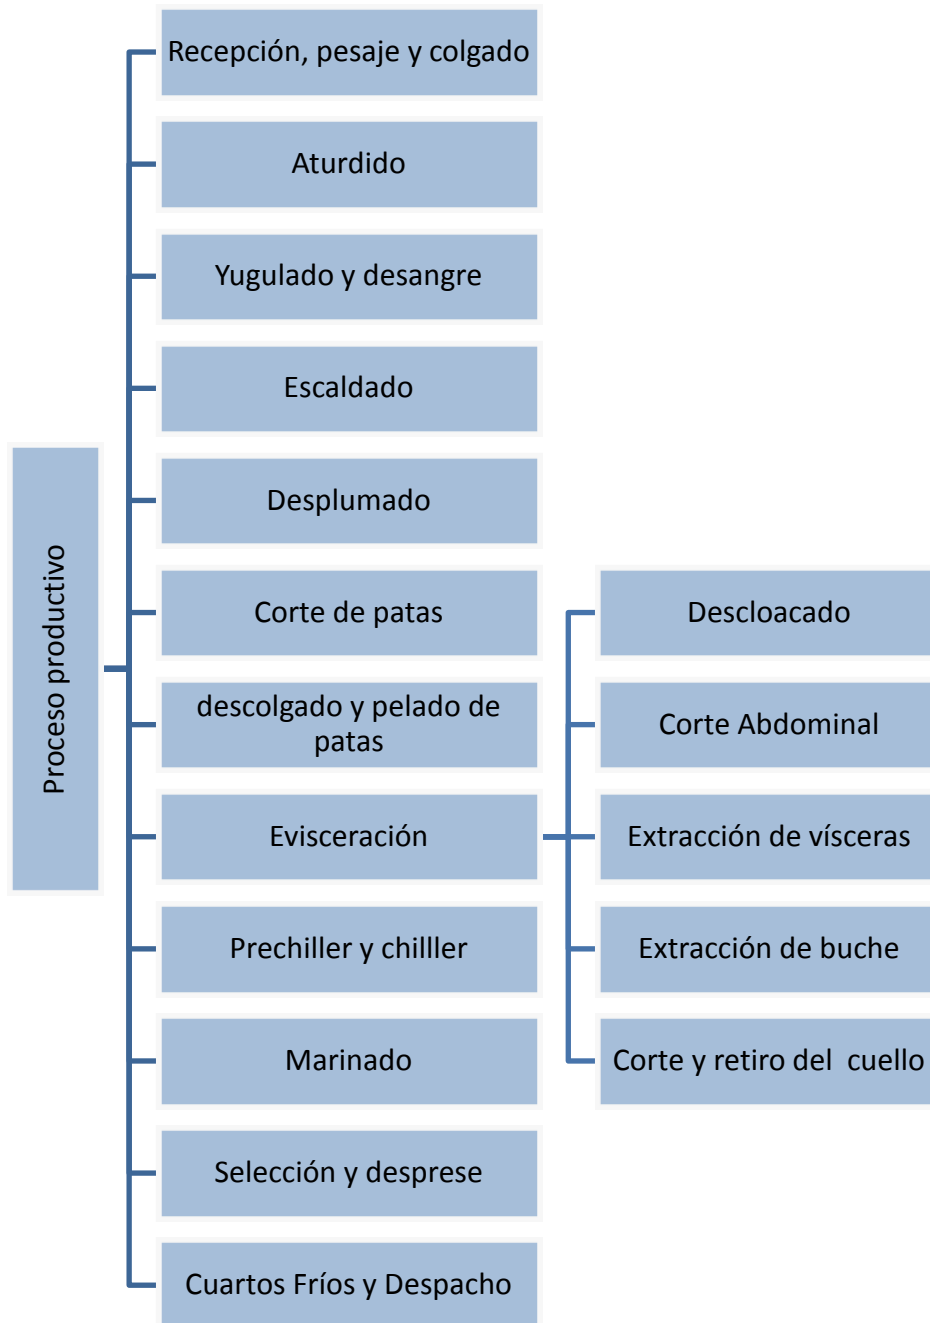 Proceso productivo
Recepción, pesaje y colgado
Aturdido
Yugulado y desangre
Escaldado
Desplumado
Corte de patas
descolgado y pelado de
patas
Evisceración
Descloacado
Corte Abdominal
Extracción de vísceras
Extracción de buche
Corte y retiro del cuello
Prechiller y chilller
Marinado
Selección y desprese
Cuartos Fríos y Despacho